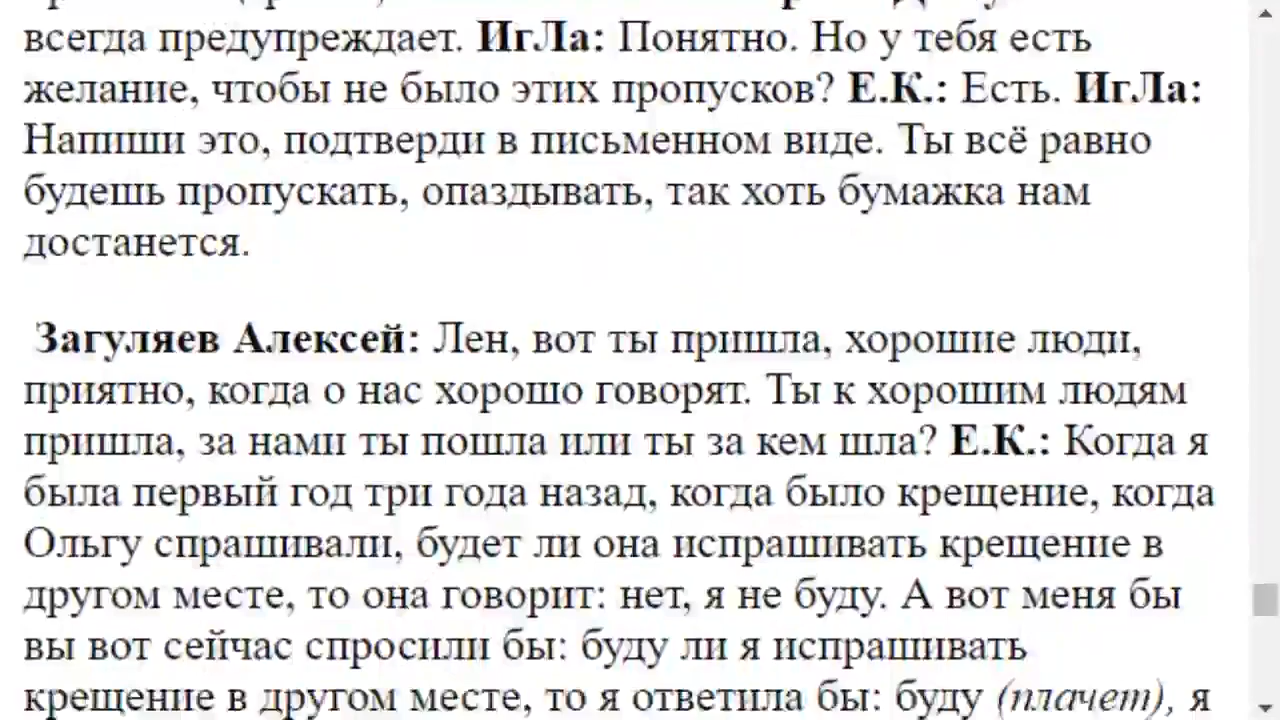 всегда предупреждает. ИгЛа: Понятно. Но у тебя есть
желание, чтобы не было этих пропусков? Е.К.: Есть. ИгЛа:
Напиши это, подтверди в письменном виде. Ты всё равно
будешь пропускать, опаздывать, так хоть бумажка нам
достанется.
Загуляев Алексей: Лен, вот ты пришла, хорошие люди,
приятно, когда о нас хорошо говорят. Ты к хорошим людям
пришла, за нами ты пошла или ты за кем шла? Е.К.: Когда я
была первый год три года назад, когда было крещение, когда
Ольгу спрашивали, будет ли она испрашивать крещение в
другом месте, то она говорит: нет, я не буду. А вот меня бы
вы вот сейчас спросили бы: буду ли я испрашивать
крещение в другом месте, то я ответила бы: буду (плачет), я